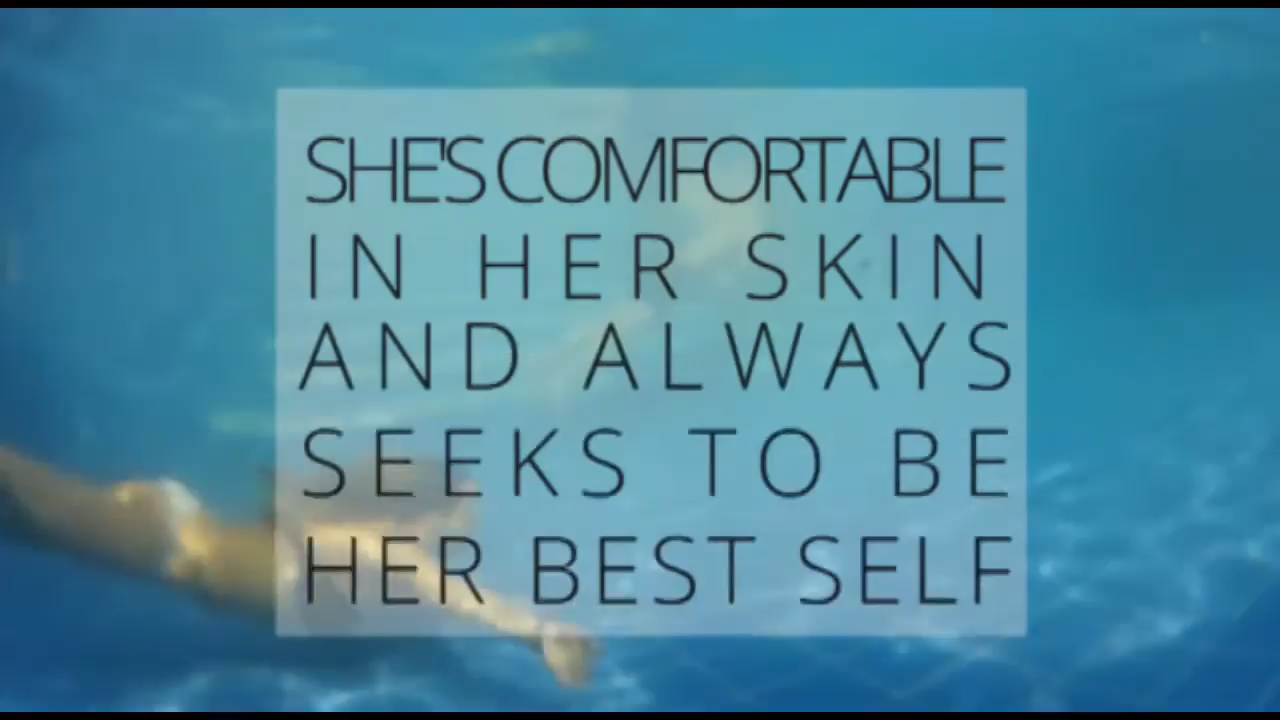 SHE'S COMFORTABLE
IN HER SKIN
AND ALWAYS
SEEKS TO BE
HER BEST SELF